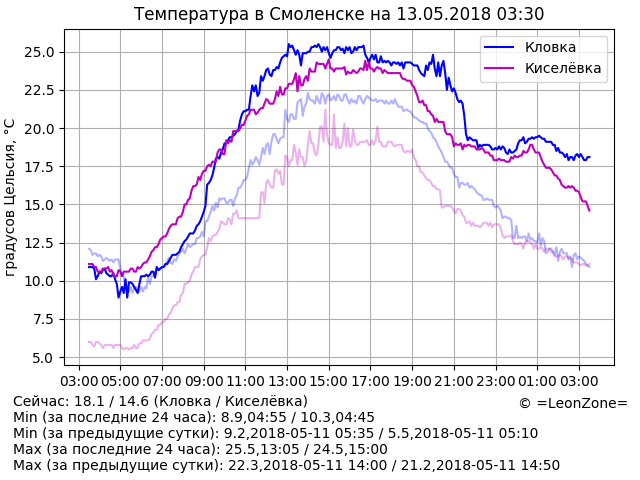 Температура в Смоленске на 13.05.2018 03:30
градусов Цельсия, °C
25.0
22.5
20.0
17.5
15.0
12.5
10.0
7.5
5.0
Кловка
Киселёвка
03:00 05:00 07:00 09:00 11:00 13:00 15:00 17:00 19:00 21:00 23:00 01:00 03:00
Сейчас: 18.1 / 14.6 (Кловка / Киселёвка)
© =LeonZone=
Min (за последние 24 часа): 8.9,04:55 / 10.3,04:45
Min (за предыдущие сутки): 9.2,2018-05-11 05:35 / 5.5,2018-05-11 05:10
Max (за последние 24 часа): 25.5,13:05 / 24.5,15:00
Max (за предыдущие сутки): 22.3,2018-05-11 14:00 / 21.2,2018-05-11 14:50